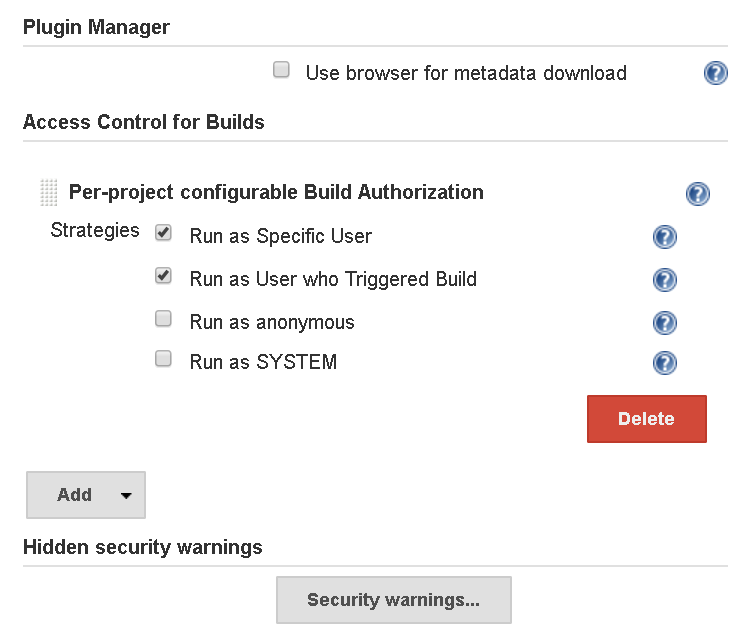 Plugin Manager
Use browser for metadata download
Access Control for Builds
Per-project configurable Build Authorization
Strategies Run as Specific User
Run as User who Triggered Build
Run as anonymous
Run as SYSTEM
Delete
Add
Hidden security warnings
Security warnings...